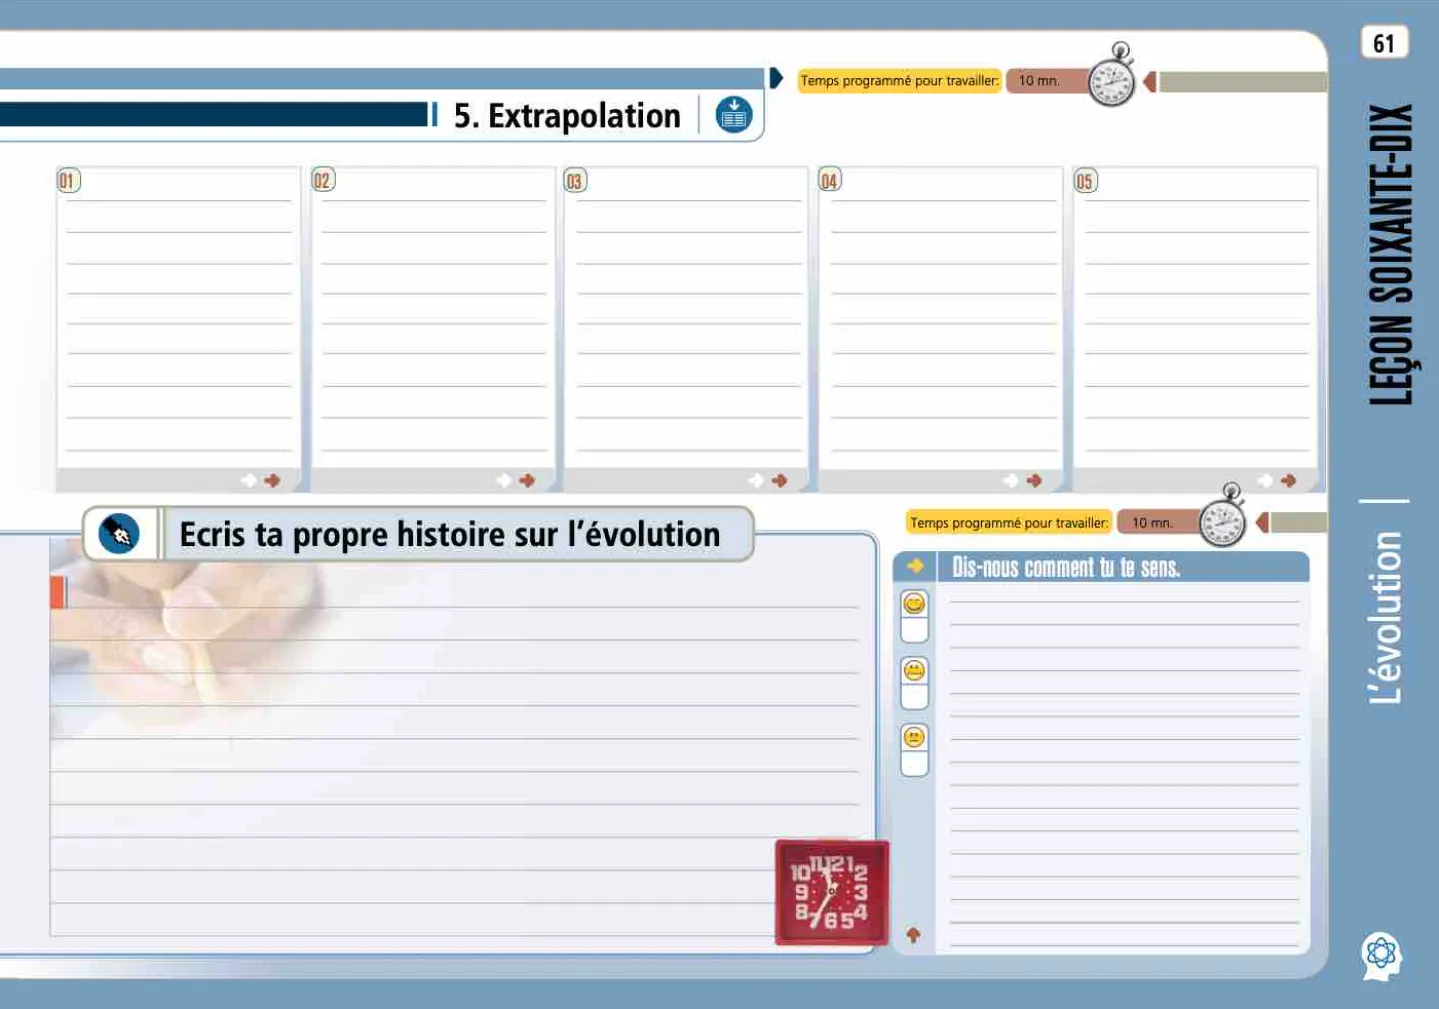 61
Temps programmé pour travailler:
10 mn.
5. Extrapolation
01
02
03
04
05
Ecris ta propre histoire sur l’évolution
Temps programmé pour travailler:
10 mn.
Dis-nous comment tu te sens.
12 1 2 3 4 5 6 7 8 9 10 11
LEÇON SOIXANTE-DIX
L’évolution